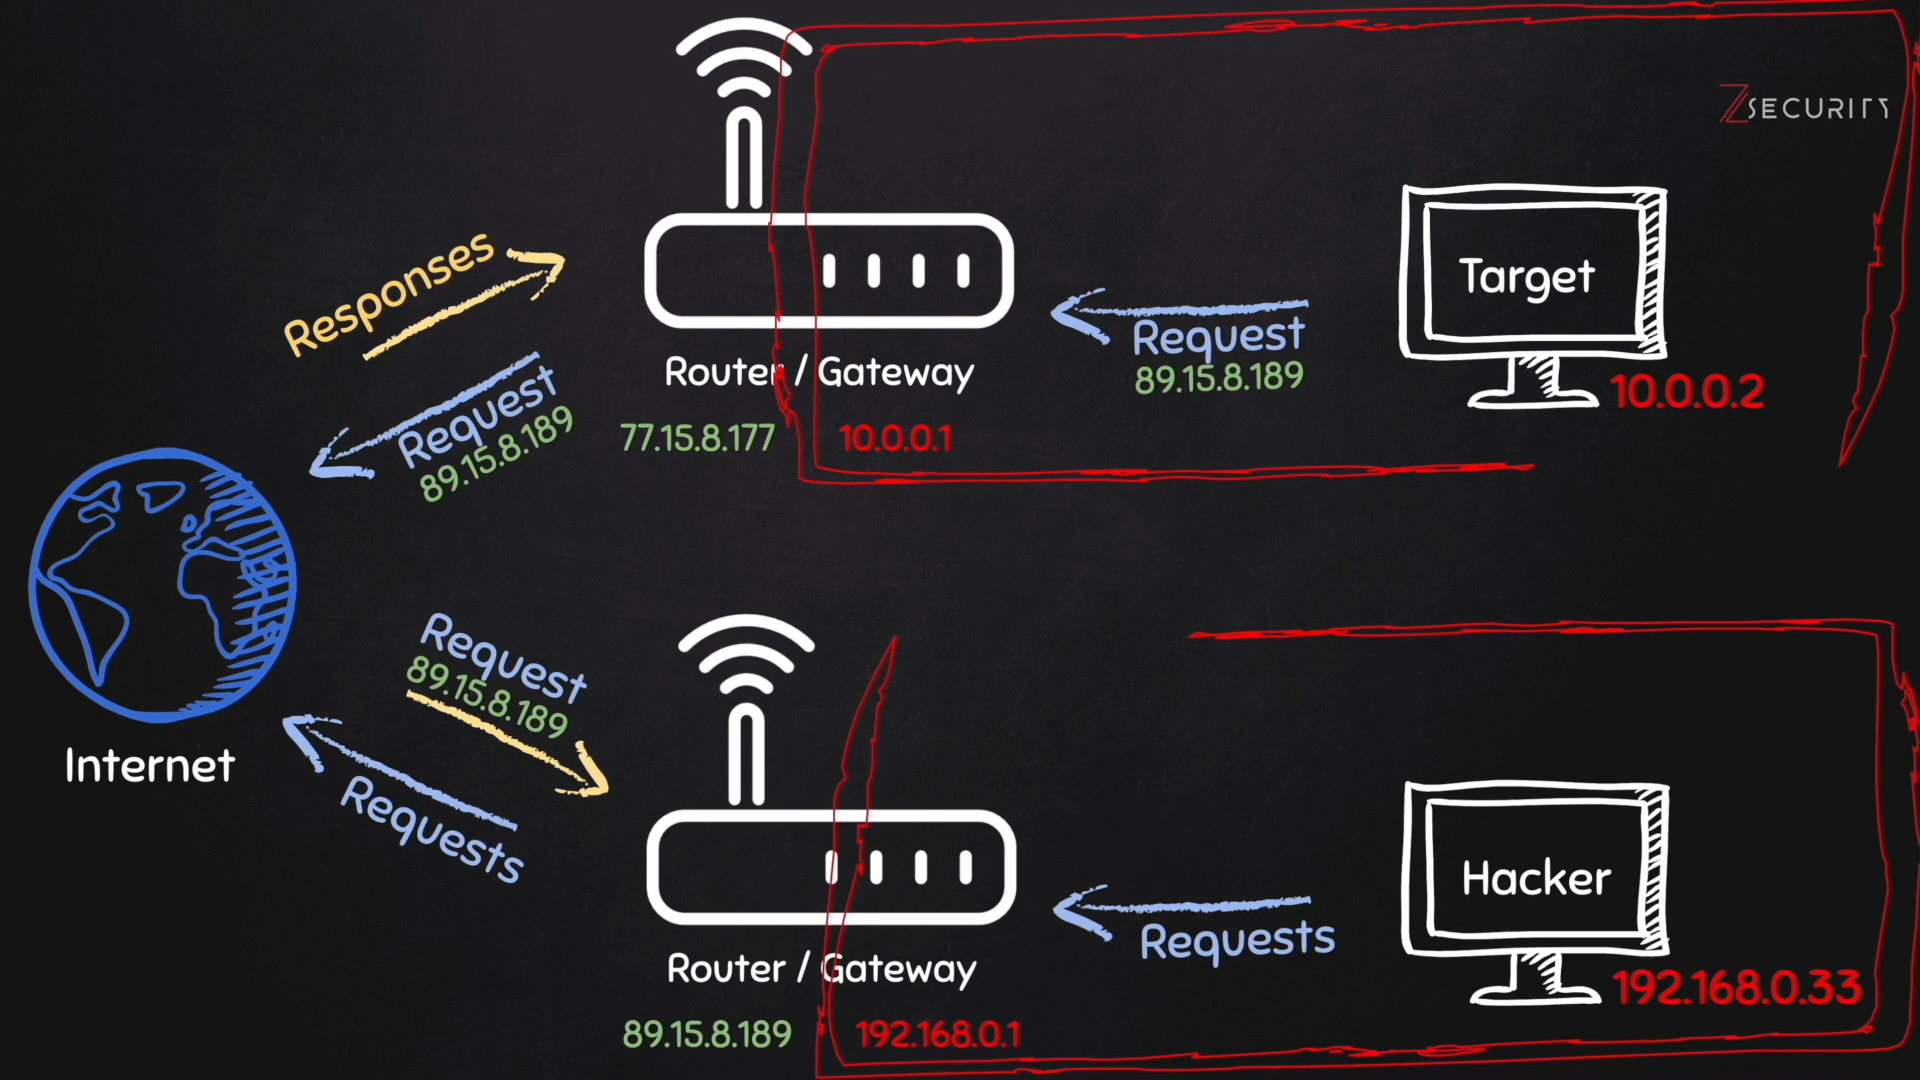 ZSECURITY
Responses
Target
Request
89.15.8.189
Router / Gateway
10.0.0.2
Request
89.15.8.189
77.15.8.177
10.0.0.1
Internet
Request
89.15.8.189
Requests
Hacker
Requests
Router / Gateway
192.168.0.33
89.15.8.189
192.168.0.1